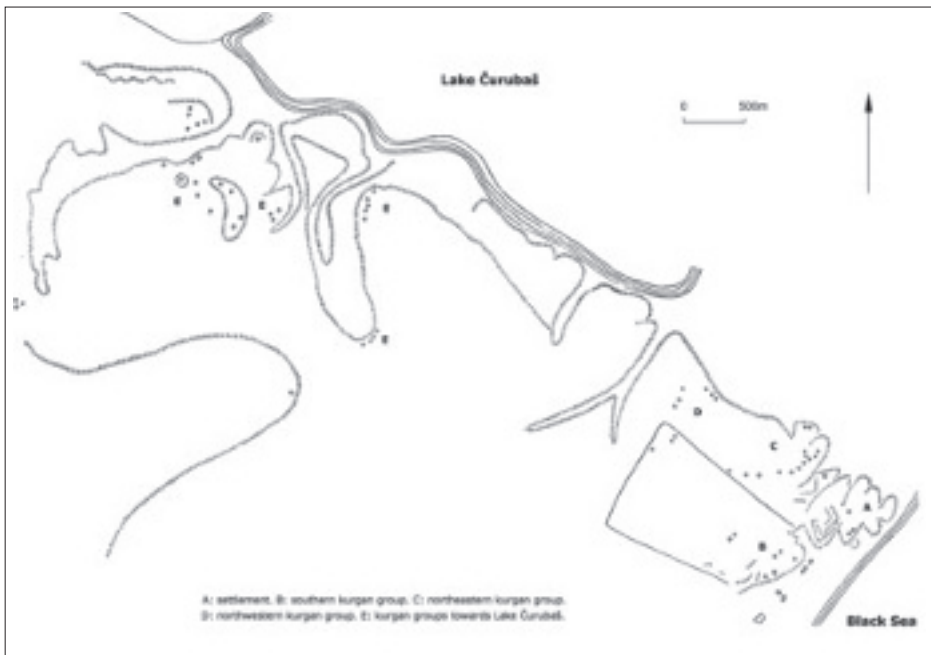 Lake Čurubaš
0 500m
E
E
E
E
D
C
A
B
A: settlement. B: southern kurgan group. C: northeastern kurgan group.
D: northwestern kurgan group. E: kurgan groups towards Lake Čurubaš.
Black Sea